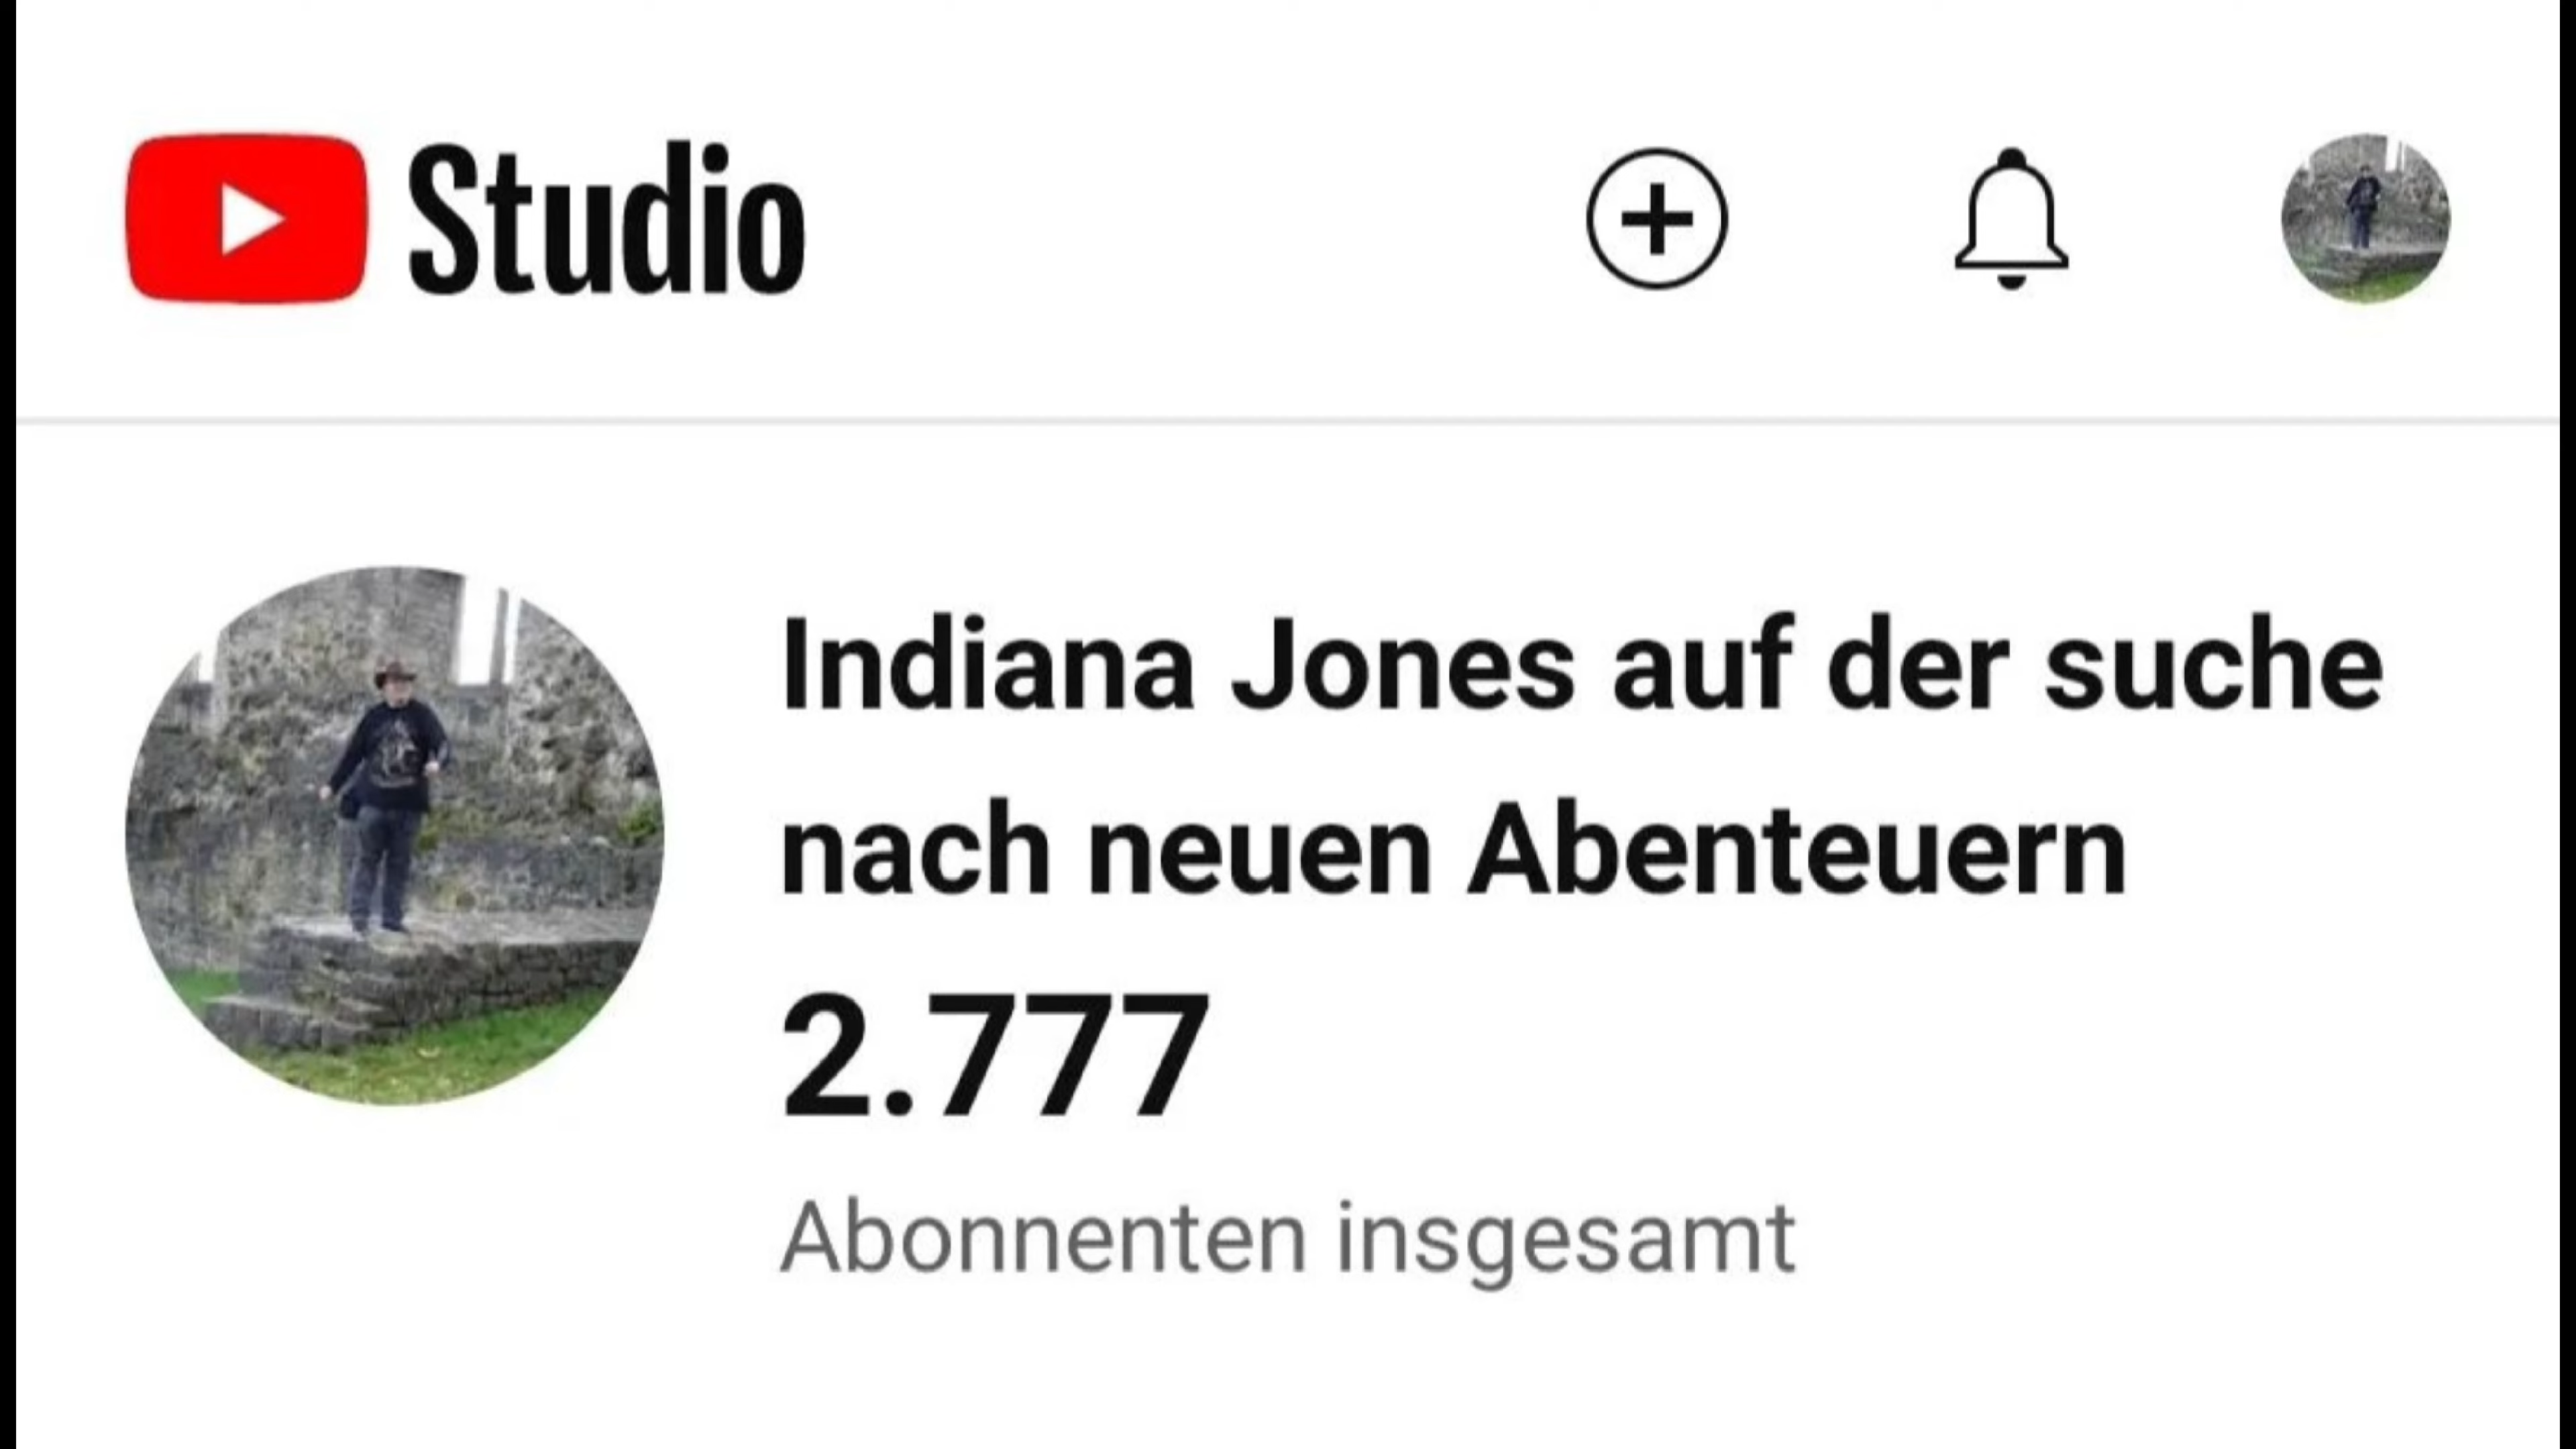 Studio
Indiana Jones auf der suche
nach neuen Abenteuern
2.777
Abonnenten insgesamt